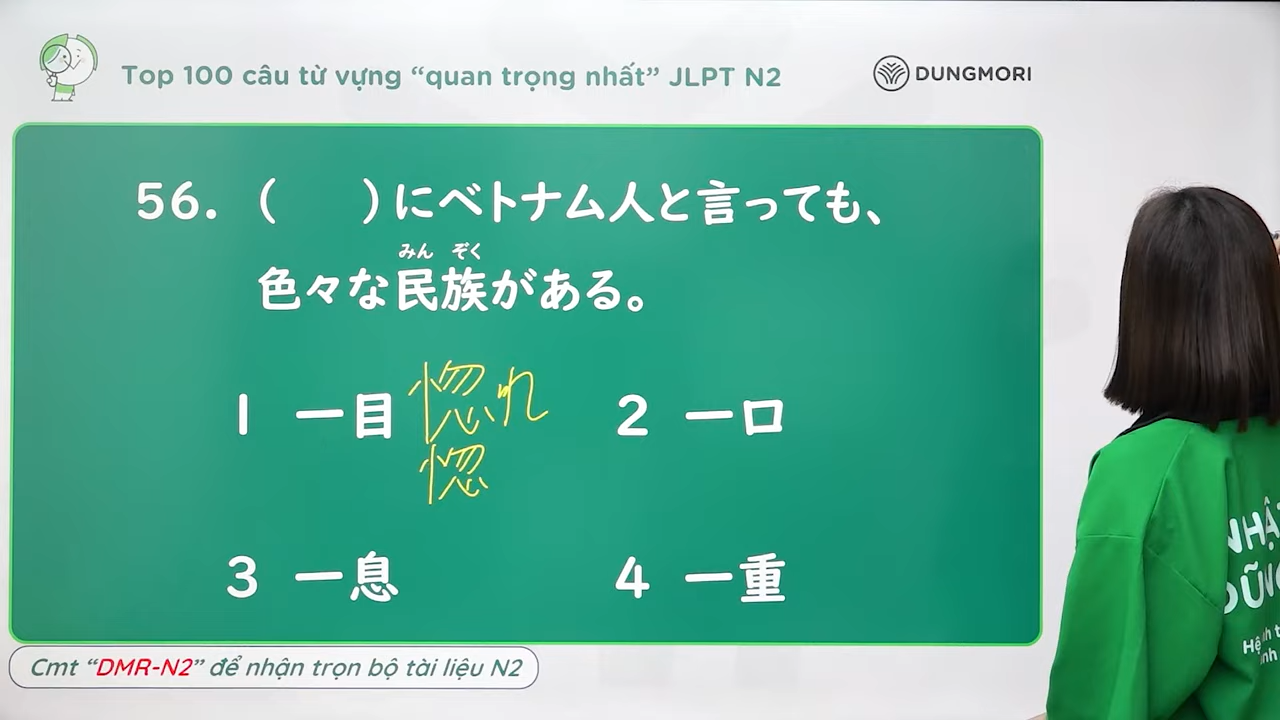 Top 100 câu từ vựng “quan trọng nhất” JLPT N2
DUNGMORI
56. (　　)にベトナム人と言っても、
みん ぞく
色々な民族がある。
1 一目惚れ
惚
2 一口
3 一息
4 一重
Cmt “DMR-N2” để nhận trọn bộ tài liệu N2